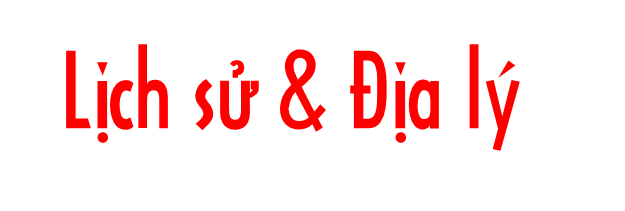 Lịch sử & Địa lý